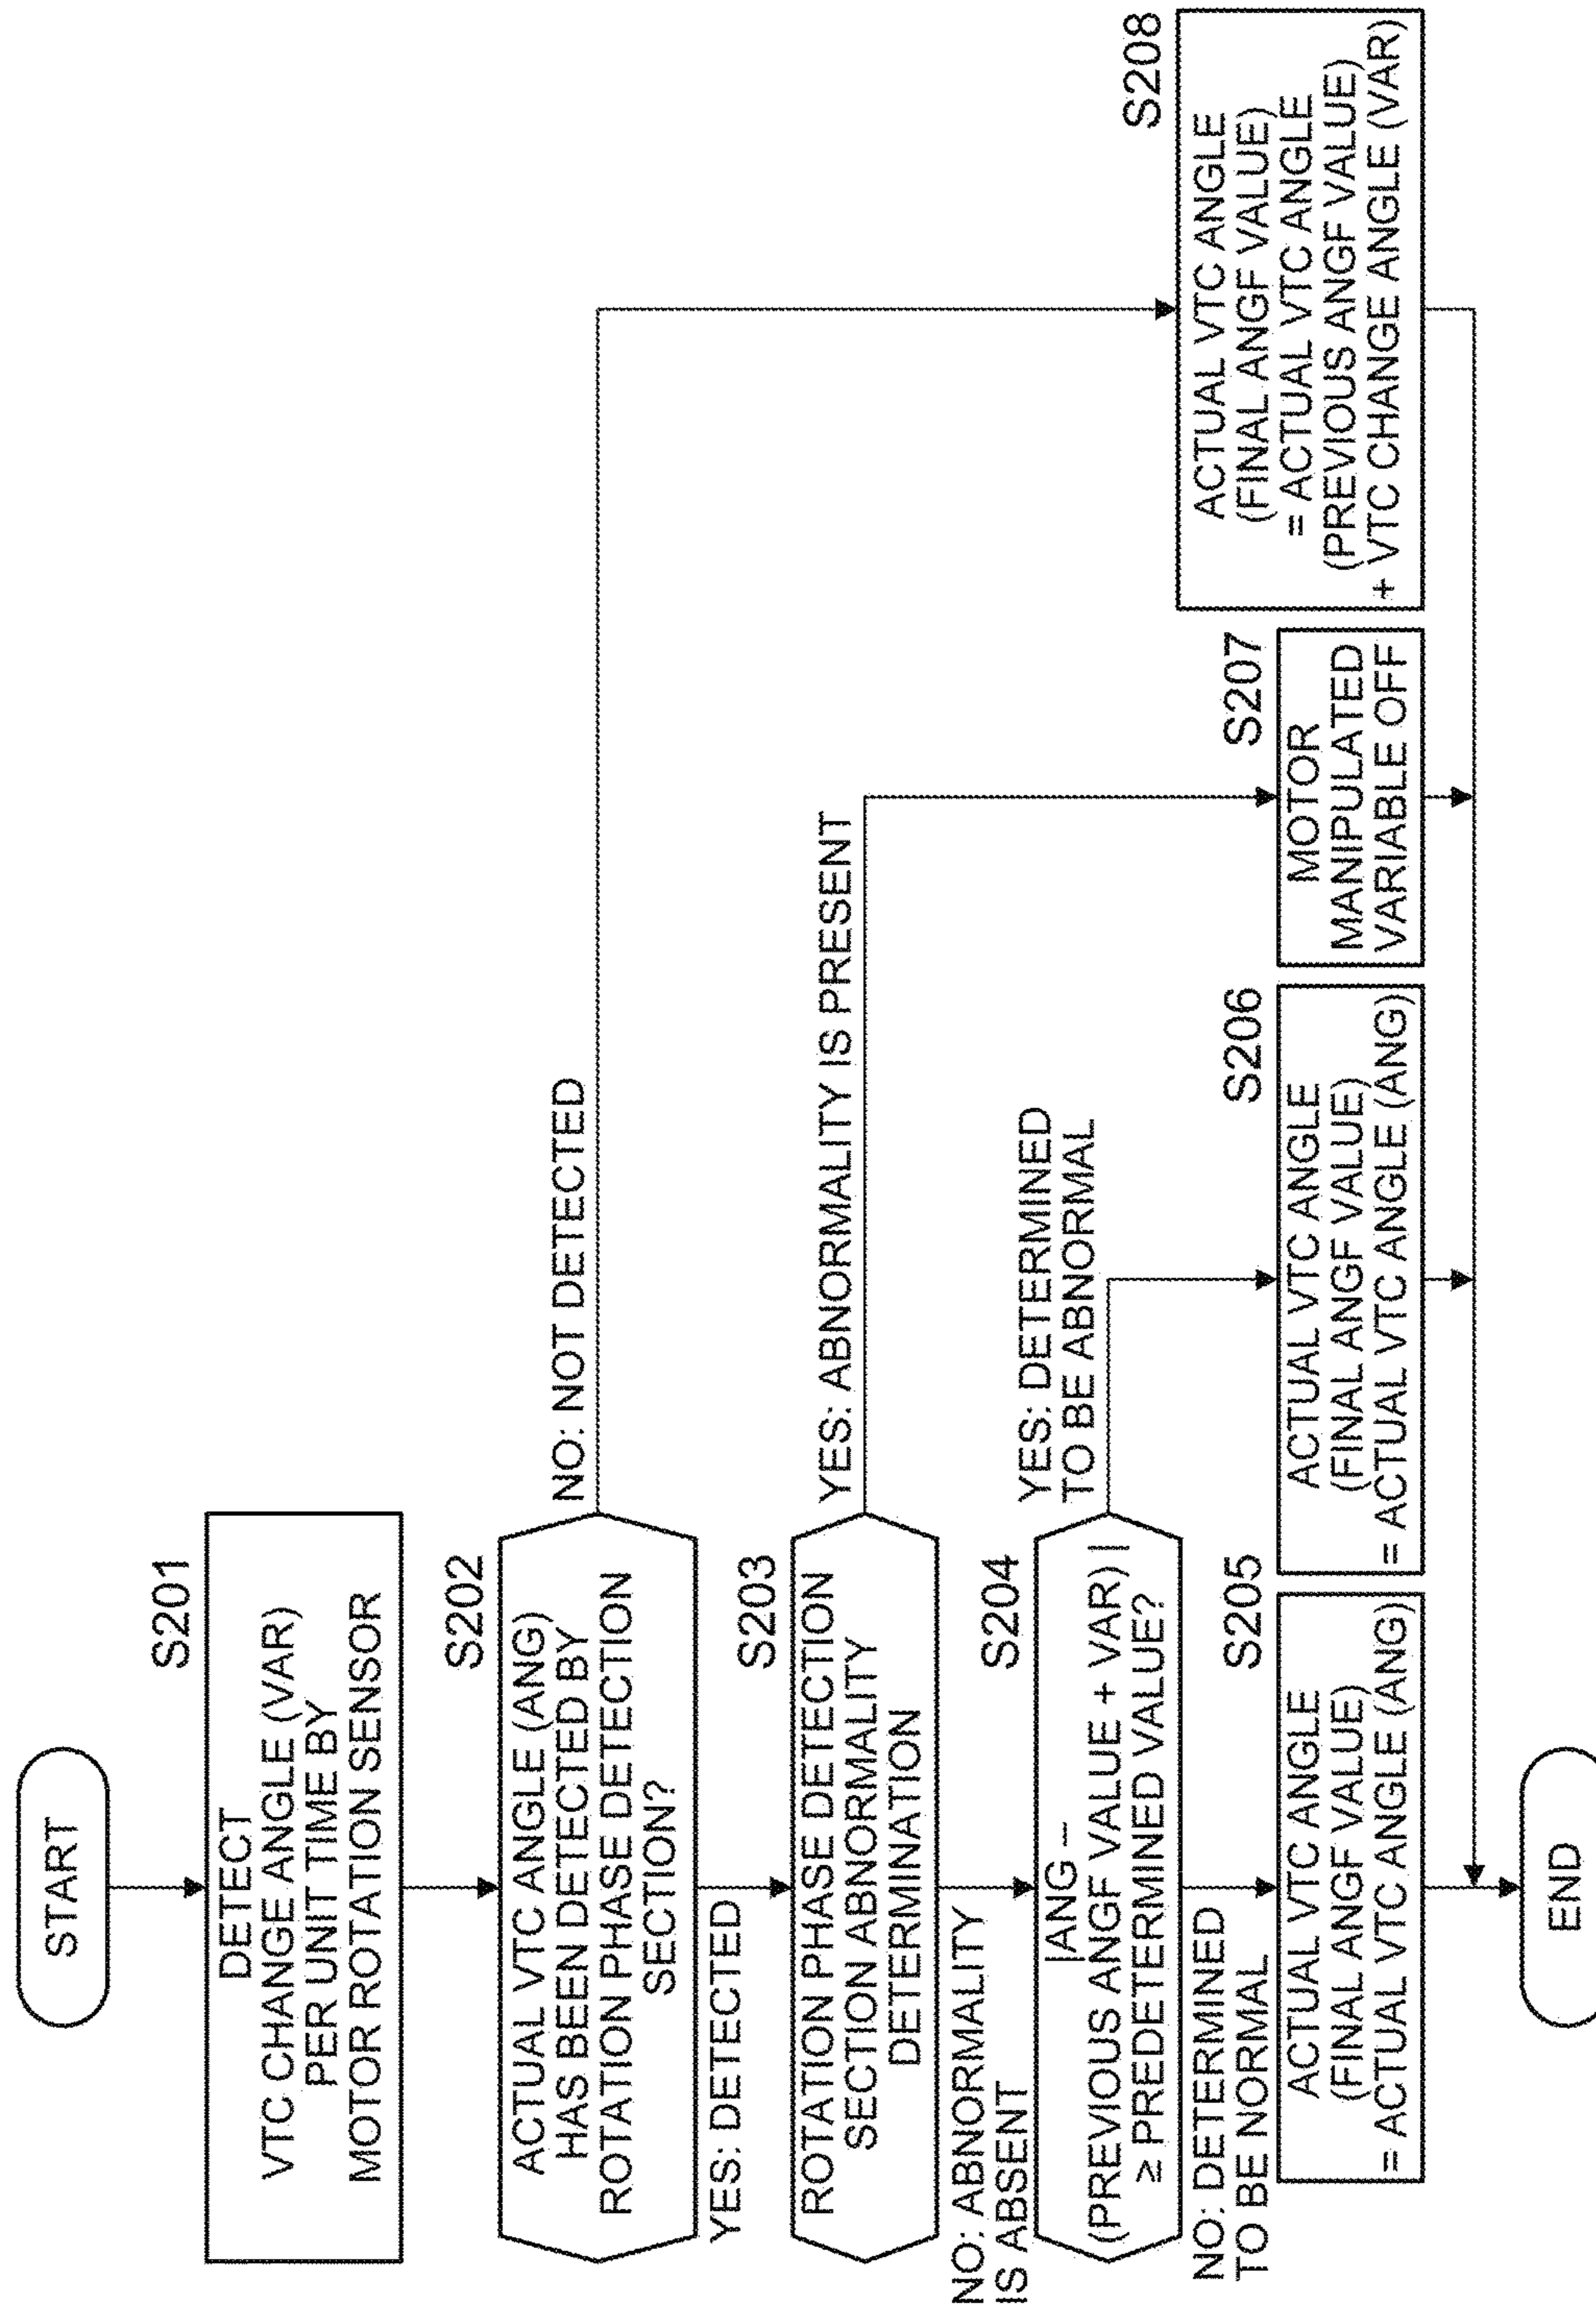 START
S201
DETECT
VTC CHANGE ANGLE (VAR)
PER UNIT TIME BY
MOTOR ROTATION SENSOR
S202
ACTUAL VTC ANGLE (ANG)
HAS BEEN DETECTED BY
ROTATION PHASE DETECTION
SECTION?
NO: NOT DETECTED
YES: DETECTED
S203
ROTATION PHASE DETECTION
SECTION ABNORMALITY
DETERMINATION
YES: ABNORMALITY IS PRESENT
NO: ABNORMALITY
IS ABSENT
S204
|ANG –
(PREVIOUS ANGF VALUE + VAR) |
≥ PREDETERMINED VALUE?
YES: DETERMINED
TO BE ABNORMAL
NO: DETERMINED
TO BE NORMAL
S205
ACTUAL VTC ANGLE
(FINAL ANGF VALUE)
= ACTUAL VTC ANGLE (ANG)
S206
ACTUAL VTC ANGLE
(FINAL ANGF VALUE)
= ACTUAL VTC ANGLE (ANG)
S207
MOTOR
MANIPULATED
VARIABLE OFF
S208
ACTUAL VTC ANGLE
(FINAL ANGF VALUE)
= ACTUAL VTC ANGLE
(PREVIOUS ANGF VALUE)
+ VTC CHANGE ANGLE (VAR)
END